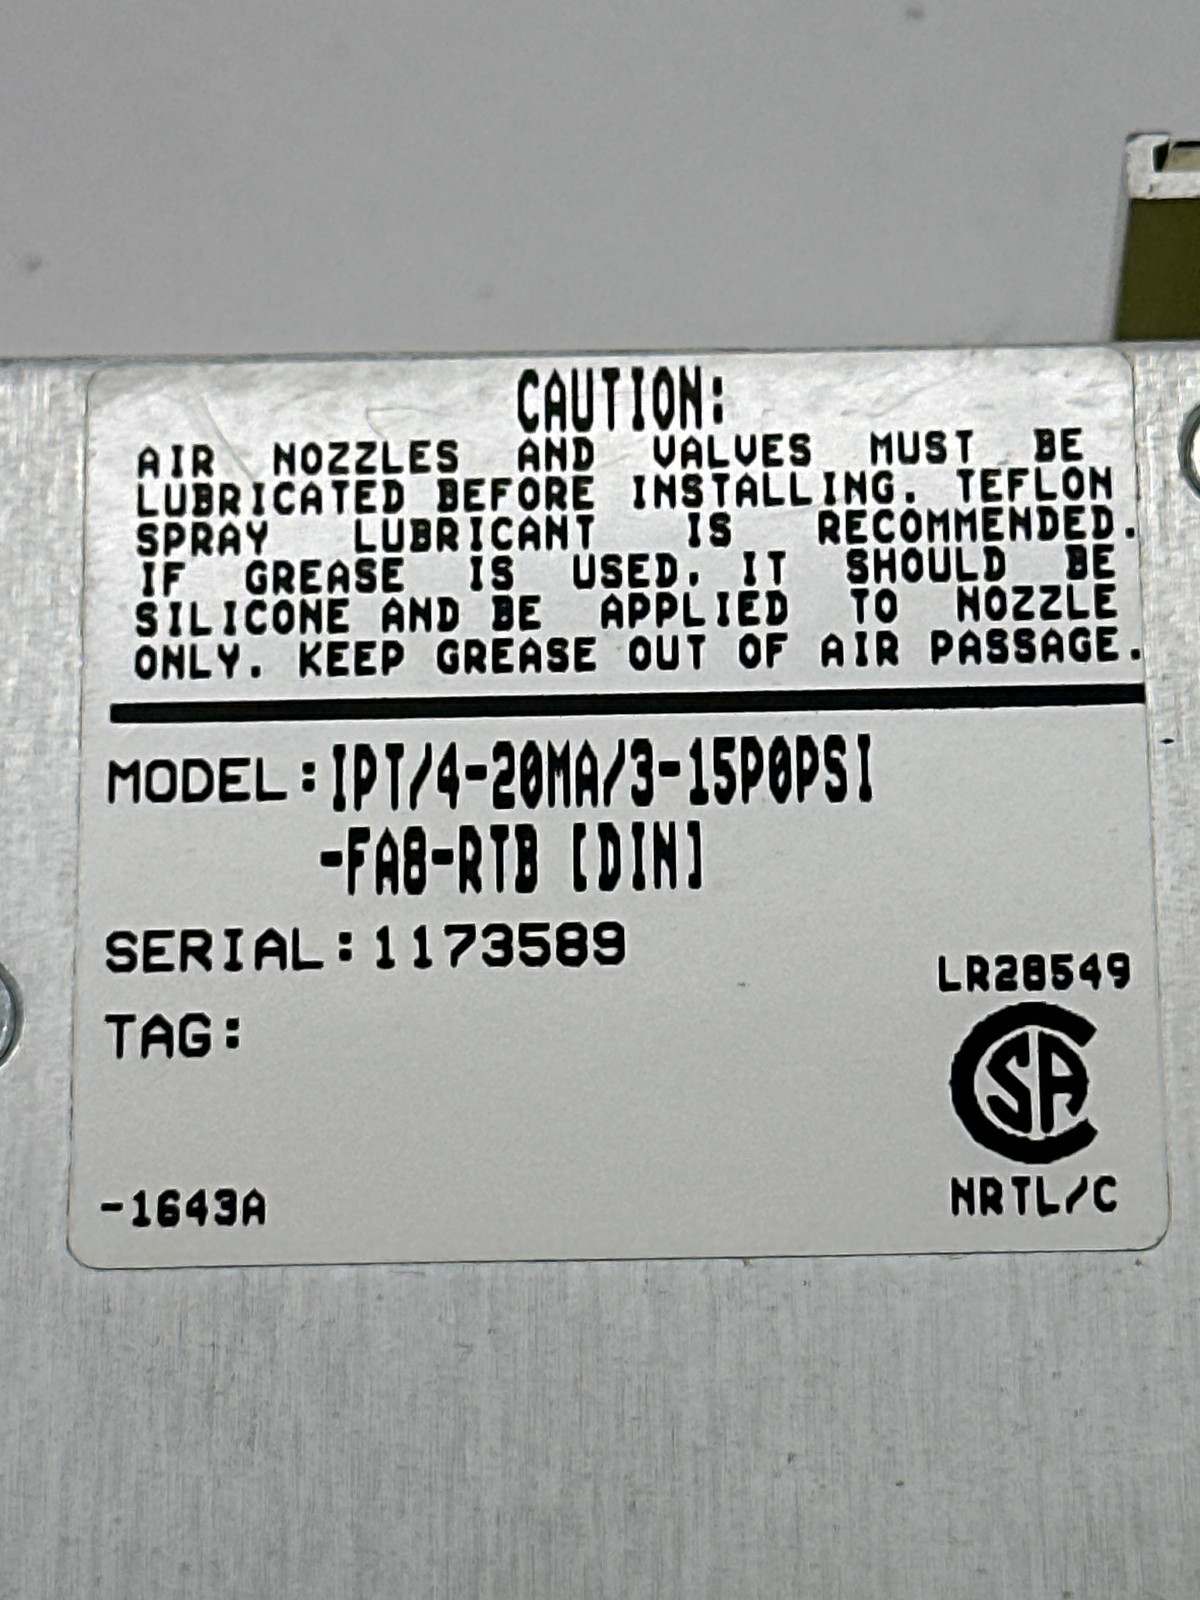 CAUTION:
AIR NOZZLES AND VALVES MUST BE
LUBRICATED BEFORE INSTALLING. TEFLON
SPRAY LUBRICANT IS RECOMMENDED.
IF GREASE IS USED, IT SHOULD BE
SILICONE AND BE APPLIED TO NOZZLE
ONLY. KEEP GREASE OUT OF AIR PASSAGE.
MODEL:IPT/4-20MA/3-15P0PSI
-FA8-RTB [DIN]
SERIAL:1173589
TAG:
LR28549
CSA
NRTL/C
-1643A